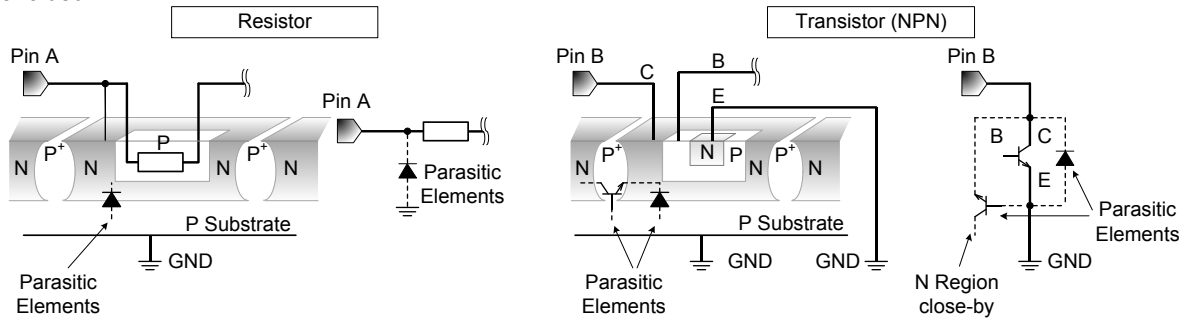 Resistor
Transistor (NPN)
Pin A
Pin A
P
N
P+
N
N
P+
N
Parasitic
Elements
P Substrate
GND
Parasitic
Elements
Pin B
C
B
E
N
P+
N
N
P
P+
N
P Substrate
GND
GND
Parasitic
Elements
Pin B
B
C
E
Parasitic
Elements
GND
N Region
close-by